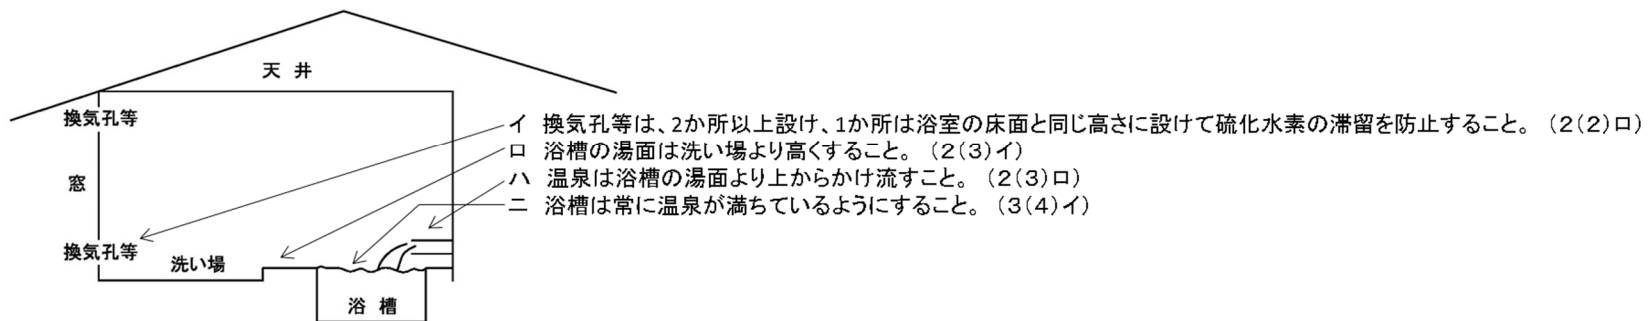 天 井
換気孔等
イ 換気孔等は、2か所以上設け、1か所は浴室の床面と同じ高さに設けて硫化水素の滞留を防止すること。（2（2）ロ）
ロ 浴槽の湯面は洗い場より高くすること。（2（3）イ）
ハ 温泉は浴槽の湯面より上からかけ流すこと。（2（3）ロ）
窓
ニ 浴槽は常に温泉が満ちているようにすること。（3（4）イ）
換気孔等
洗い場
浴 槽